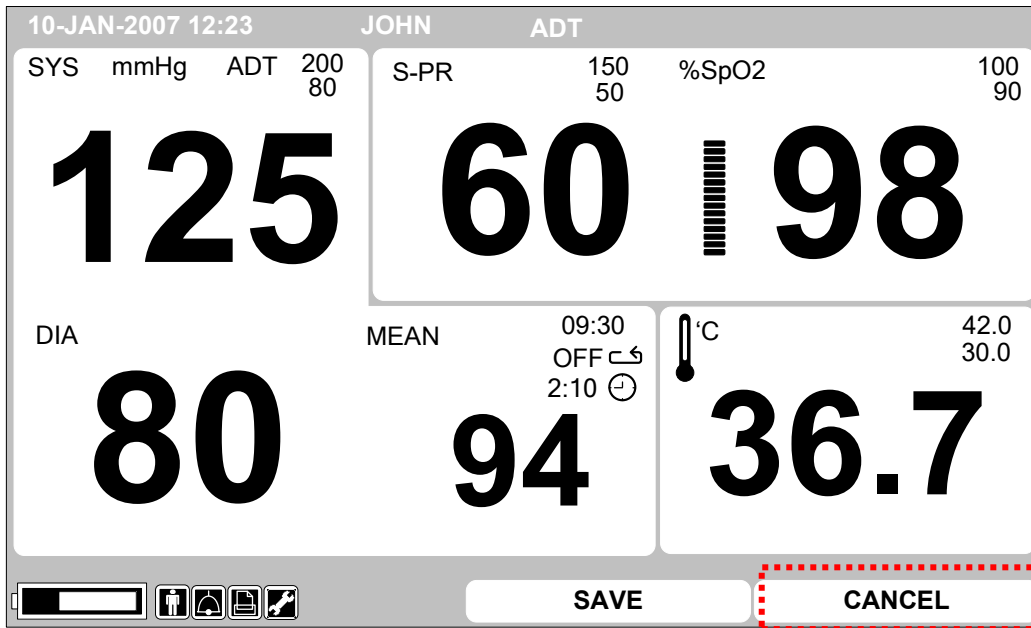 10-JAN-2007 12:23 JOHN ADT
SYS mmHg ADT 200
80
125
S-PR 150
50
60
%SpO2 100
90
98
DIA
80
MEAN 09:30
OFF
2:10
94
‘C 42.0
30.0
36.7
SAVE CANCEL